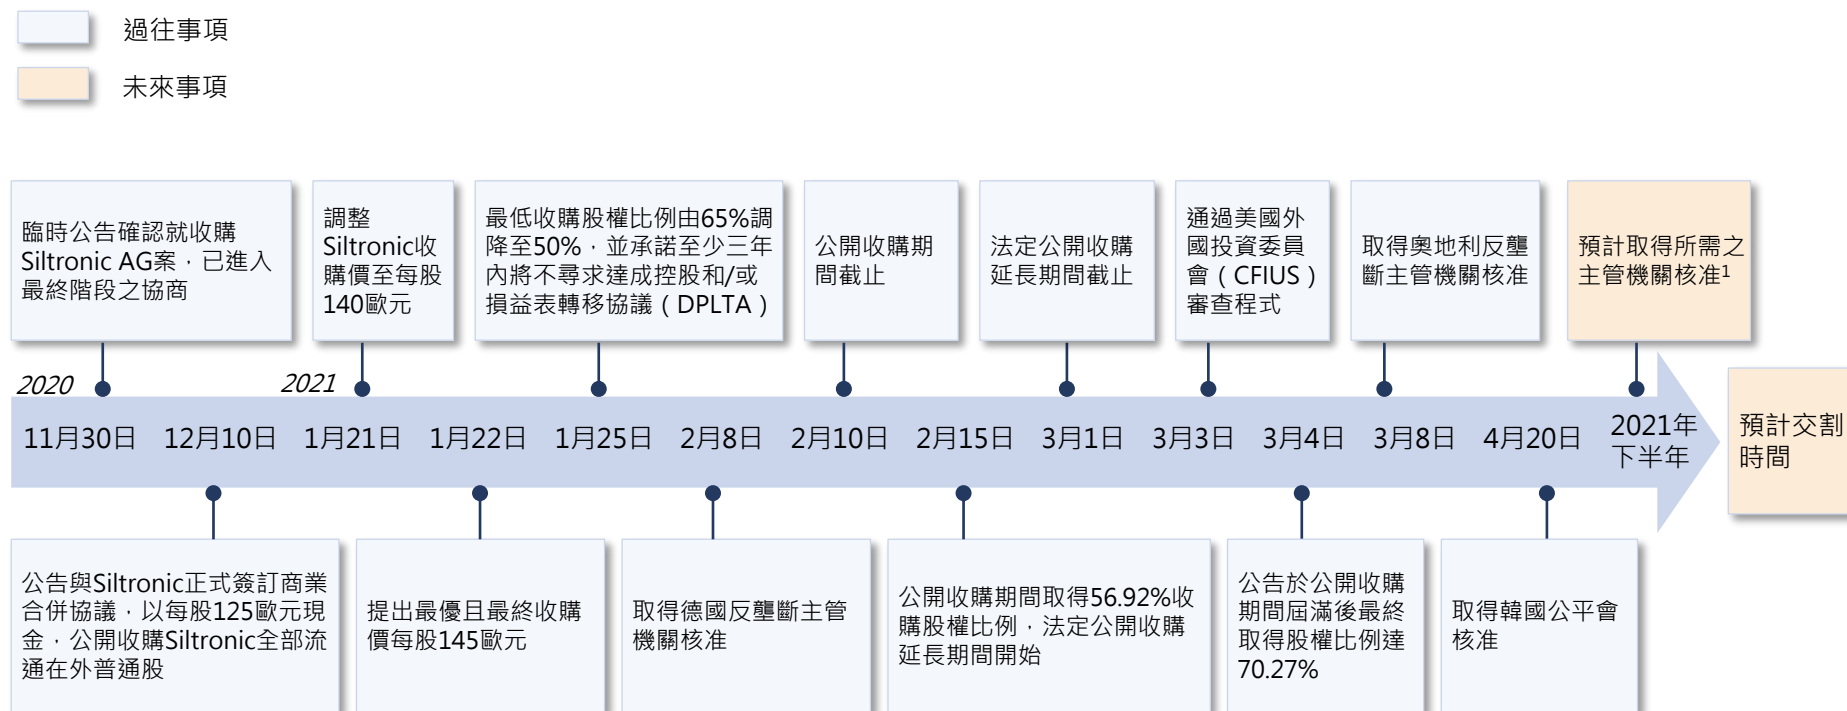 過往事項
未來事項
臨時公告確認就收購
Siltronic AG案，已進入
最終階段之協商
調整
Siltronic收
購價至每股
140歐元
最低收購股權比例由65%調
降至50%，並承諾至少三年
內將不尋求達成控股和/或
損益表轉移協議（DPLTA）
公開收購期
間截止
法定公開收購
延長期間截止
通過美國外
國投資委員
會（CFIUS）
審查程式
取得奧地利反壟
斷主管機關核准
預計取得所需之
主管機關核准¹
2020
2021
11月30日
12月10日
1月21日
1月22日
1月25日
2月8日
2月10日
2月15日
3月1日
3月3日
3月4日
3月8日
4月20日
2021年
下半年
預計交割
時間
公告與Siltronic正式簽訂商業
合併協議，以每股125歐元現
金，公開收購Siltronic全部流
通在外普通股
提出最優且最終收購
價每股145歐元
取得德國反壟斷主管
機關核准
公開收購期間取得56.92%收
購股權比例，法定公開收購
延長期間開始
公告於公開收購
期間屆滿後最終
取得股權比例達
70.27%
取得韓國公平會
核准